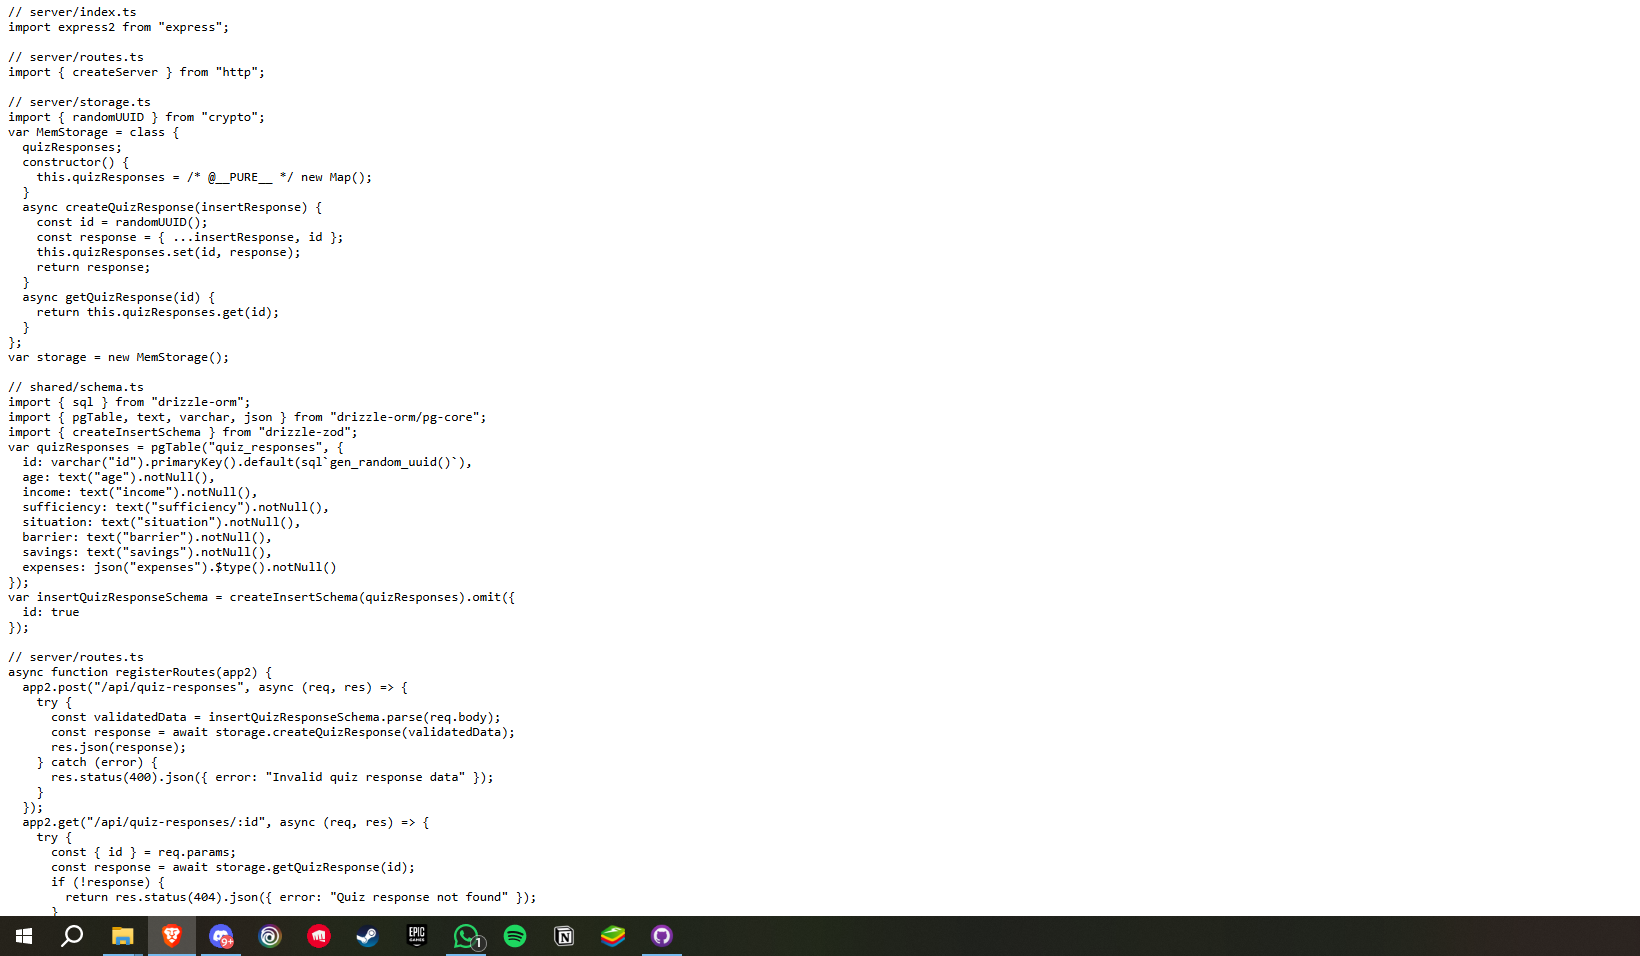 // server/index.ts
import express2 from "express";

// server/routes.ts
import { createServer } from "http";

// server/storage.ts
import { randomUUID } from "crypto";
var MemStorage = class {
  quizResponses;
  constructor() {
    this.quizResponses = /* @__PURE__ */ new Map();
  }
  async createQuizResponse(insertResponse) {
    const id = randomUUID();
    const response = { ...insertResponse, id };
    this.quizResponses.set(id, response);
    return response;
  }
  async getQuizResponse(id) {
    return this.quizResponses.get(id);
  }
};
var storage = new MemStorage();

// shared/schema.ts
import { sql } from "drizzle-orm";
import { pgTable, text, varchar, json } from "drizzle-orm/pg-core";
import { createInsertSchema } from "drizzle-zod";
var quizResponses = pgTable("quiz_responses", {
  id: varchar("id").primaryKey().default(sql`gen_random_uuid()`),
  age: text("age").notNull(),
  income: text("income").notNull(),
  sufficiency: text("sufficiency").notNull(),
  situation: text("situation").notNull(),
  barrier: text("barrier").notNull(),
  savings: text("savings").notNull(),
  expenses: json("expenses").$type().notNull()
});
var insertQuizResponseSchema = createInsertSchema(quizResponses).omit({
  id: true
});

// server/routes.ts
async function registerRoutes(app2) {
  app2.post("/api/quiz-responses", async (req, res) => {
    try {
      const validatedData = insertQuizResponseSchema.parse(req.body);
      const response = await storage.createQuizResponse(validatedData);
      res.json(response);
    } catch (error) {
      res.status(400).json({ error: "Invalid quiz response data" });
    }
  });
  app2.get("/api/quiz-responses/:id", async (req, res) => {
    try {
      const { id } = req.params;
      const response = await storage.getQuizResponse(id);
      if (!response) {
        return res.status(404).json({ error: "Quiz response not found" });
      }
9+
EPIC
GAMES
1